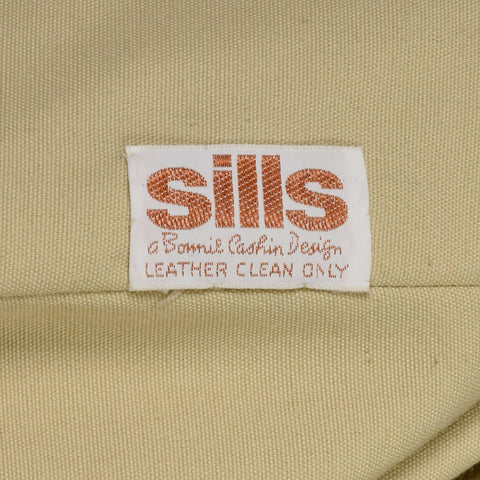 sills
a Bonnie Cashin Design
LEATHER CLEAN ONLY